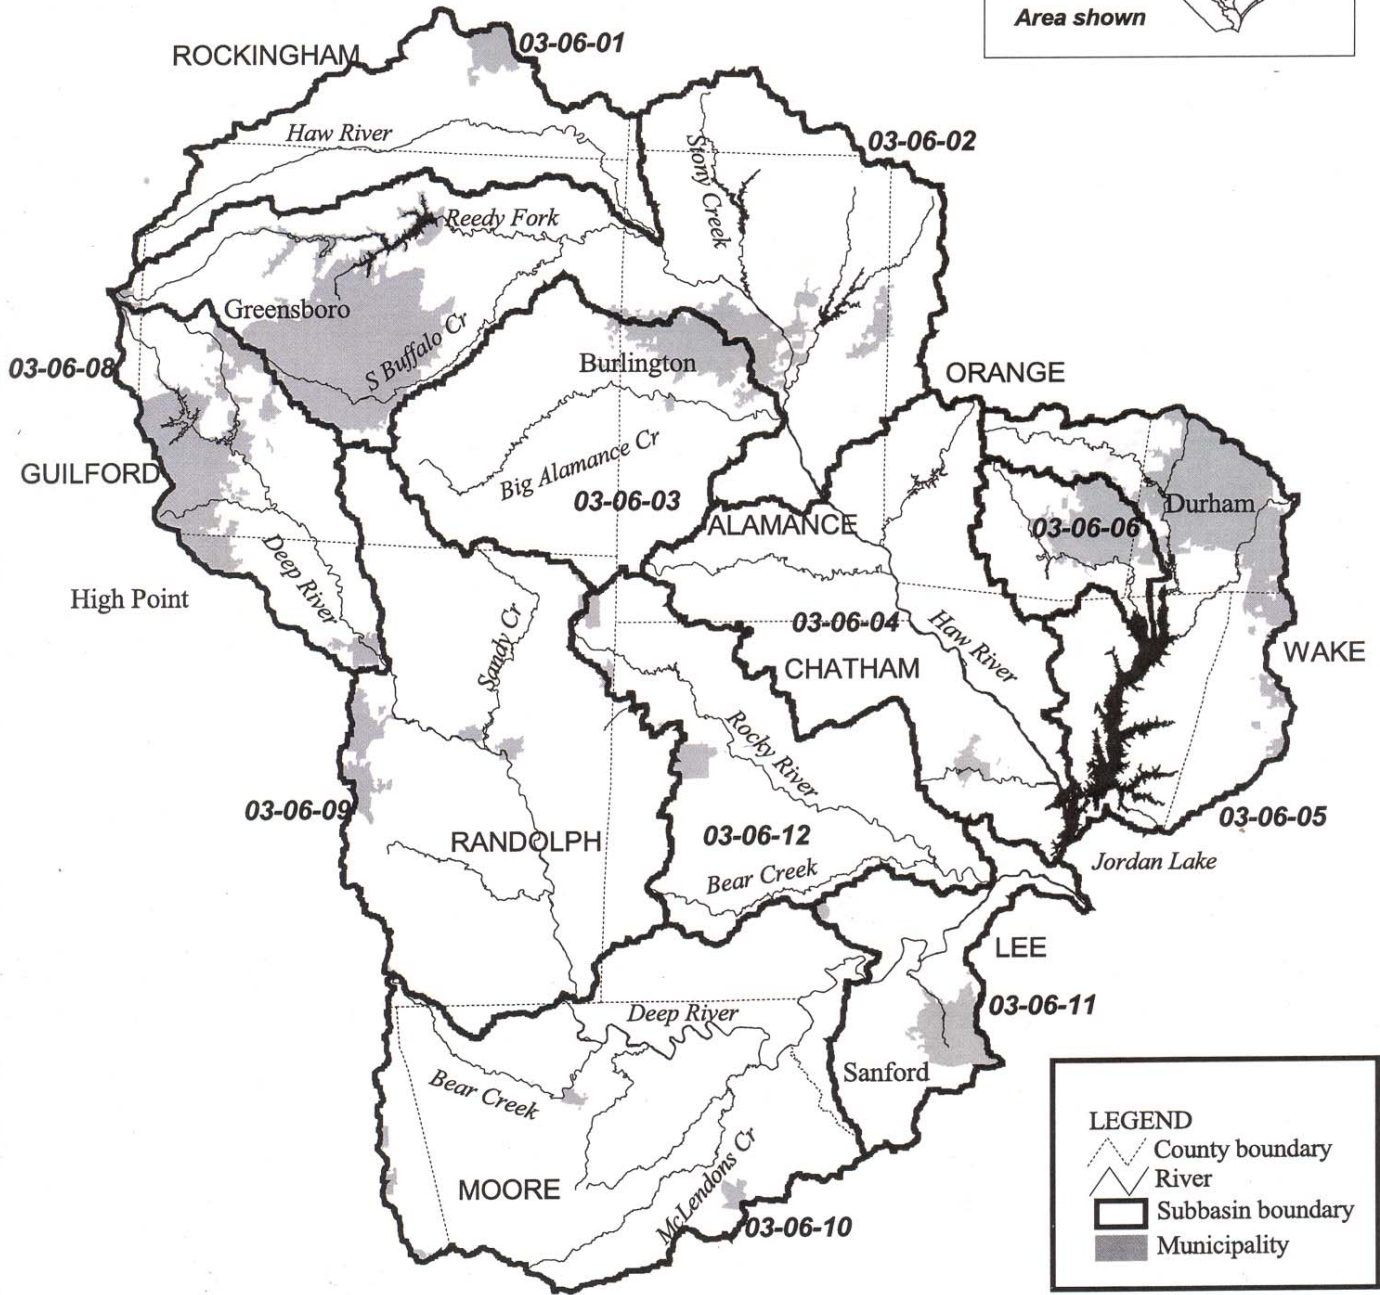 Area shown
ROCKINGHAM
03-06-01
Haw River
Stony Creek
03-06-02
Reedy Fork
Greensboro
S Buffalo Cr
Burlington
03-06-08
ORANGE
GUILFORD
Big Alamance Cr
03-06-03
ALAMANCE
Durham
03-06-06
Deep River
High Point
Sandy Cr
03-06-04
Haw River
CHATHAM
WAKE
Rocky River
03-06-09
RANDOLPH
03-06-12
03-06-05
Bear Creek
Jordan Lake
LEE
03-06-11
Deep River
Sanford
Bear Creek
MOORE
McLendons Cr
03-06-10
LEGEND
County boundary
River
Subbasin boundary
Municipality